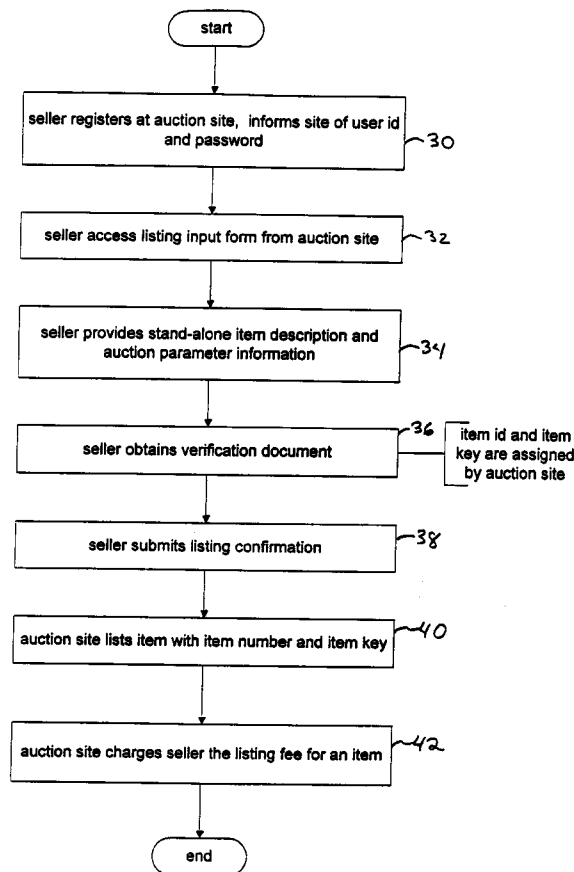 start
seller registers at auction site, informs site of user id
and password
30
seller access listing input form from auction site
32
seller provides stand-alone item description and
auction parameter information
34
seller obtains verification document
36
item id and item
key are assigned
by auction site
seller submits listing confirmation
38
auction site lists item with item number and item key
40
auction site charges seller the listing fee for an item
42
end